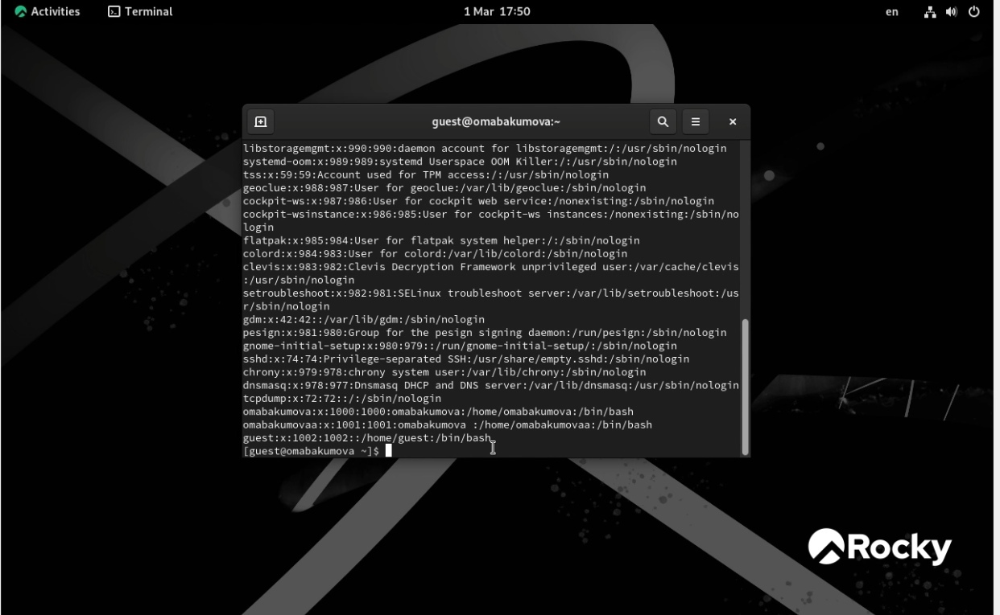 Activities Terminal 1 Mar 17:50 en
guest@omabakumova:~
libstoragemgmt:x:990:990:daemon account for libstoragemgmt:/:/usr/sbin/nologin
systemd-oom:x:989:989:systemd Userspace OOM Killer:/:/usr/sbin/nologin
tss:x:59:59:Account used for TPM access:/:/usr/sbin/nologin
geoclue:x:988:987:User for geoclue:/var/lib/geoclue:/sbin/nologin
cockpit-ws:x:987:986:User for cockpit web service:/nonexisting:/sbin/nologin
cockpit-wsinstance:x:986:985:User for cockpit-ws instances:/nonexisting:/sbin/no
login
flatpak:x:985:984:User for flatpak system helper:/:/sbin/nologin
colord:x:984:983:User for colord:/var/lib/colord:/sbin/nologin
clevis:x:983:982:Clevis Decryption Framework unprivileged user:/var/cache/clevis
:/usr/sbin/nologin
setroubleshoot:x:982:981:SELinux troubleshoot server:/var/lib/setroubleshoot:/us
r/sbin/nologin
gdm:x:42:42::/var/lib/gdm:/sbin/nologin
pesign:x:981:980:Group for the pesign signing daemon:/run/pesign:/sbin/nologin
gnome-initial-setup:x:980:979::/run/gnome-initial-setup/:/sbin/nologin
sshd:x:74:74:Privilege-separated SSH:/usr/share/empty.sshd:/sbin/nologin
chrony:x:979:978:chrony system user:/var/lib/chrony:/sbin/nologin
dnsmasq:x:978:977:Dnsmasq DHCP and DNS server:/var/lib/dnsmasq:/usr/sbin/nologin
tcpdump:x:72:72::/:/sbin/nologin
omabakumova:x:1000:1000:omabakumova:/home/omabakumova:/bin/bash
omabakumovaa:x:1001:1001:omabakumova :/home/omabakumovaa:/bin/bash
guest:x:1002:1002::/home/guest:/bin/bash
[guest@omabakumova ~]$
Rocky